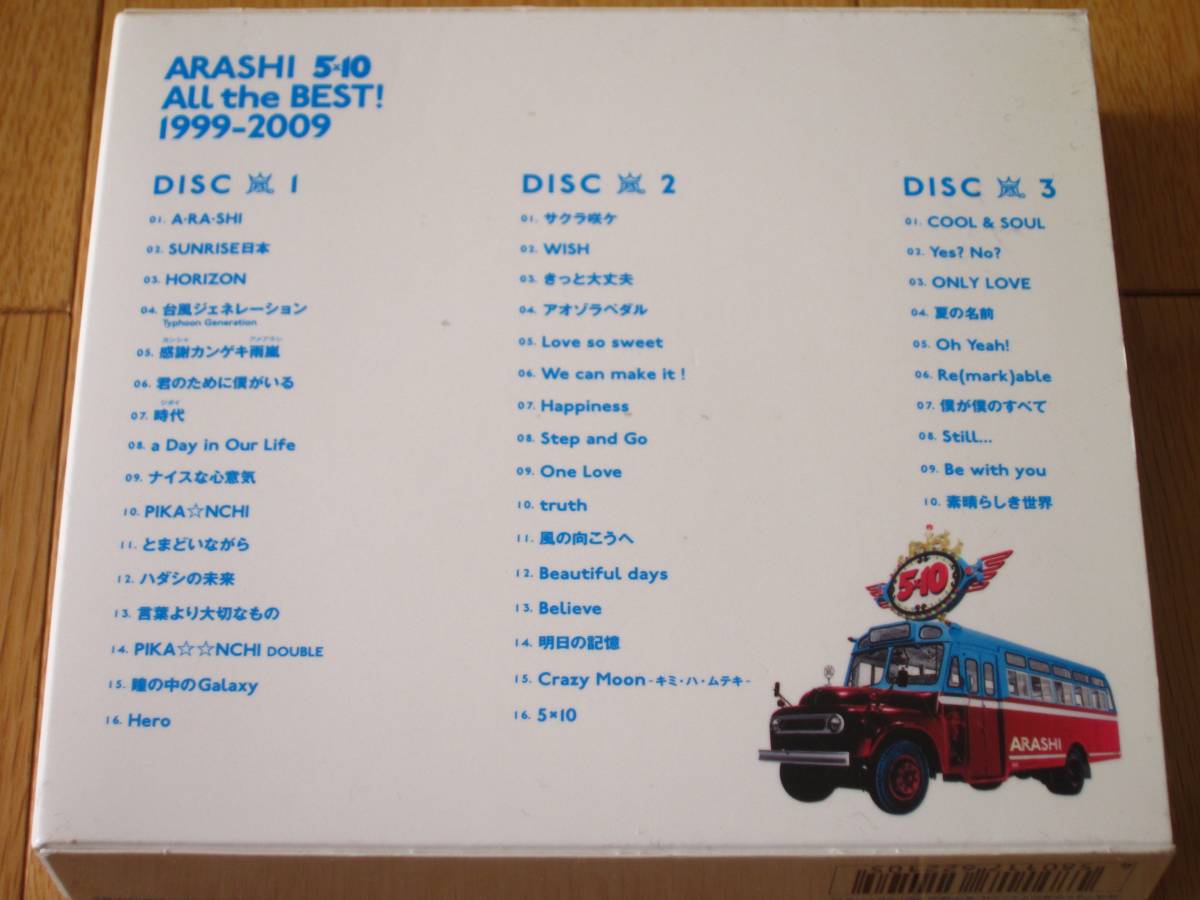 ARASHI 5×10
All the BEST!
1999-2009
DISC 嵐 1
01. A・RA・SHI
02. SUNRISE日本
03. HORIZON
04. 台風ジェネレーション
Typhoon Generation
カンシャ アメアラシ
05. 感謝カンゲキ雨嵐
06. 君のために僕がいる
ジダイ
07. 時代
08. a Day in Our Life
09. ナイスな心意気
10. PIKA☆NCHI
11. とまどいながら
12. ハダシの未来
13. 言葉より大切なもの
14. PIKA☆☆NCHI DOUBLE
15. 瞳の中のGalaxy
16. Hero
DISC 嵐 2
01. サクラ咲ケ
02. WISH
03. きっと大丈夫
04. アオゾラペダル
05. Love so sweet
06. We can make it !
07. Happiness
08. Step and Go
09. One Love
10. truth
11. 風の向こうへ
12. Beautiful days
13. Believe
14. 明日の記憶
15. Crazy Moon -キミ・ハ・ムテキ-
16. 5×10
DISC 嵐 3
01. COOL & SOUL
02. Yes? No?
03. ONLY LOVE
04. 夏の名前
05. Oh Yeah!
06. Re(mark)able
07. 僕が僕のすべて
08. Still...
09. Be with you
10. 素晴らしき世界
5×10
ARASHI